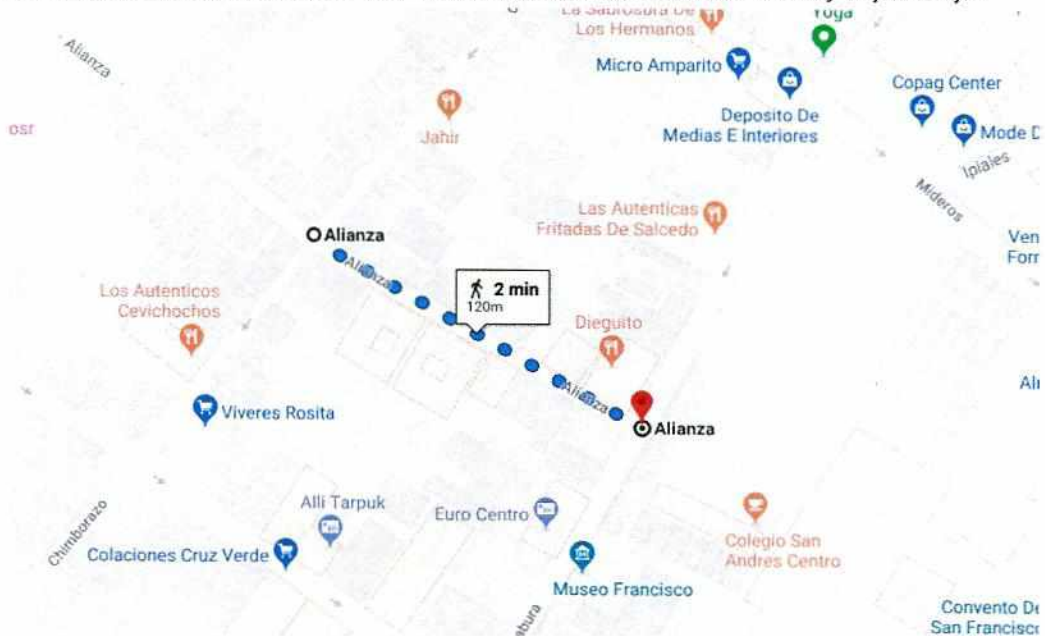 La Sabrosura De
Los Hermanos
Yoga
Alianza
Micro Amparito
Copag Center
Deposito De
Medias E Interiores
Mode D
osr
Jahir
Ipiales
Mideros
Las Autenticas
Fritadas De Salcedo
Alianza
Ven
Forr
Alianza
2 min
120m
Los Autenticos
Cevichochos
Dieguito
Viveres Rosita
Alianza
Alianza
Alli Tarpuk
Euro Centro
Chimborazo
Colaciones Cruz Verde
Colegio San
Andres Centro
Museo Francisco
abura
Convento De
San Francisco